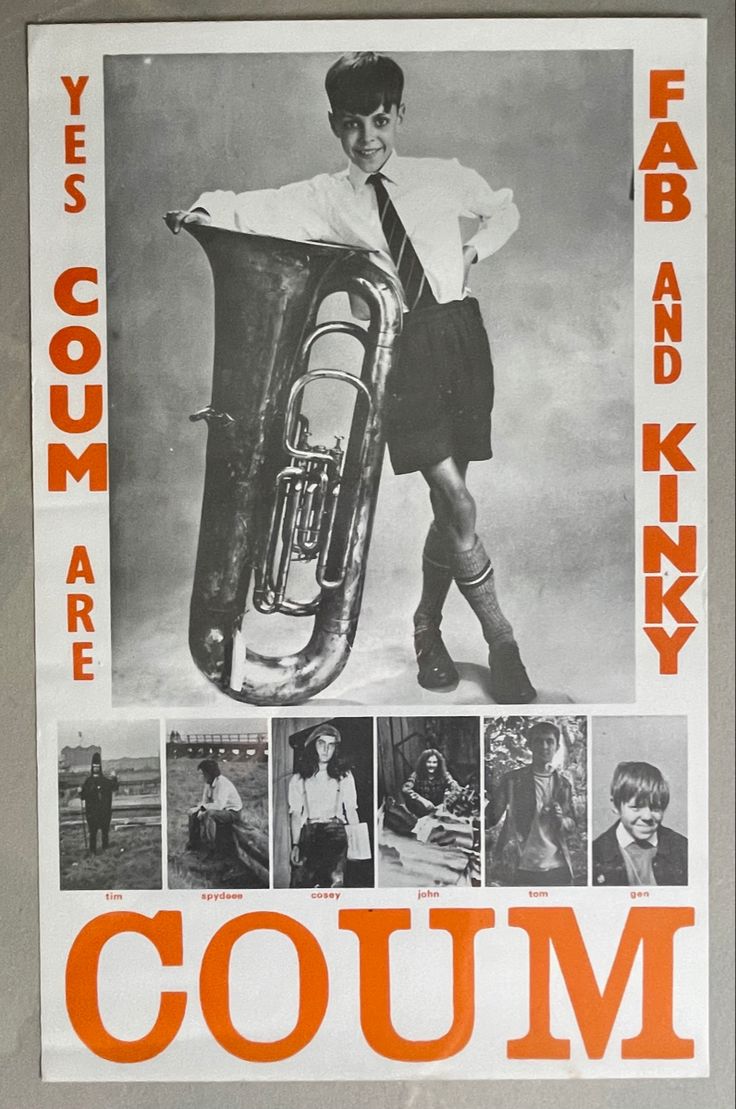 YES COUM ARE
FAB AND KINKY
tim
spydeee
cosey
john
tom
gen
COUM